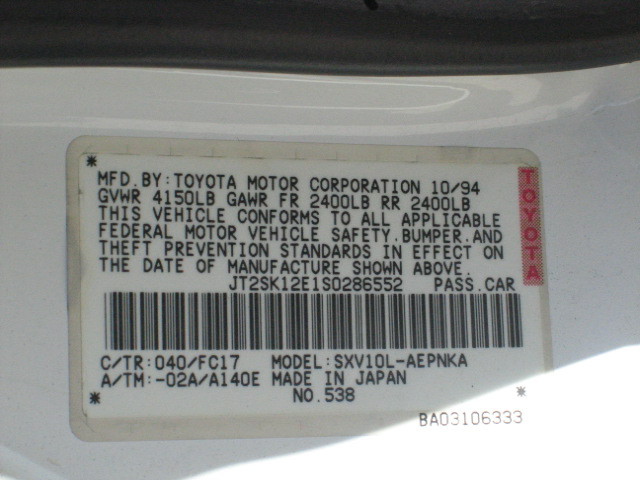 MFD.BY:TOYOTA MOTOR CORPORATION 10/94
GVWR 4150LB GAWR FR 2400LB RR 2400LB
THIS VEHICLE CONFORMS TO ALL APPLICABLE
FEDERAL MOTOR VEHICLE SAFETY.BUMPER.AND
THEFT PREVENTION STANDARDS IN EFFECT ON
THE DATE OF MANUFACTURE SHOWN ABOVE.
JT2SK12E1S0286552 PASS.CAR
TOYOTA
C/TR:040/FC17 MODEL:SXV10L-AEPNKA
A/TM:-02A/A140E MADE IN JAPAN
NO.538
BA03106333